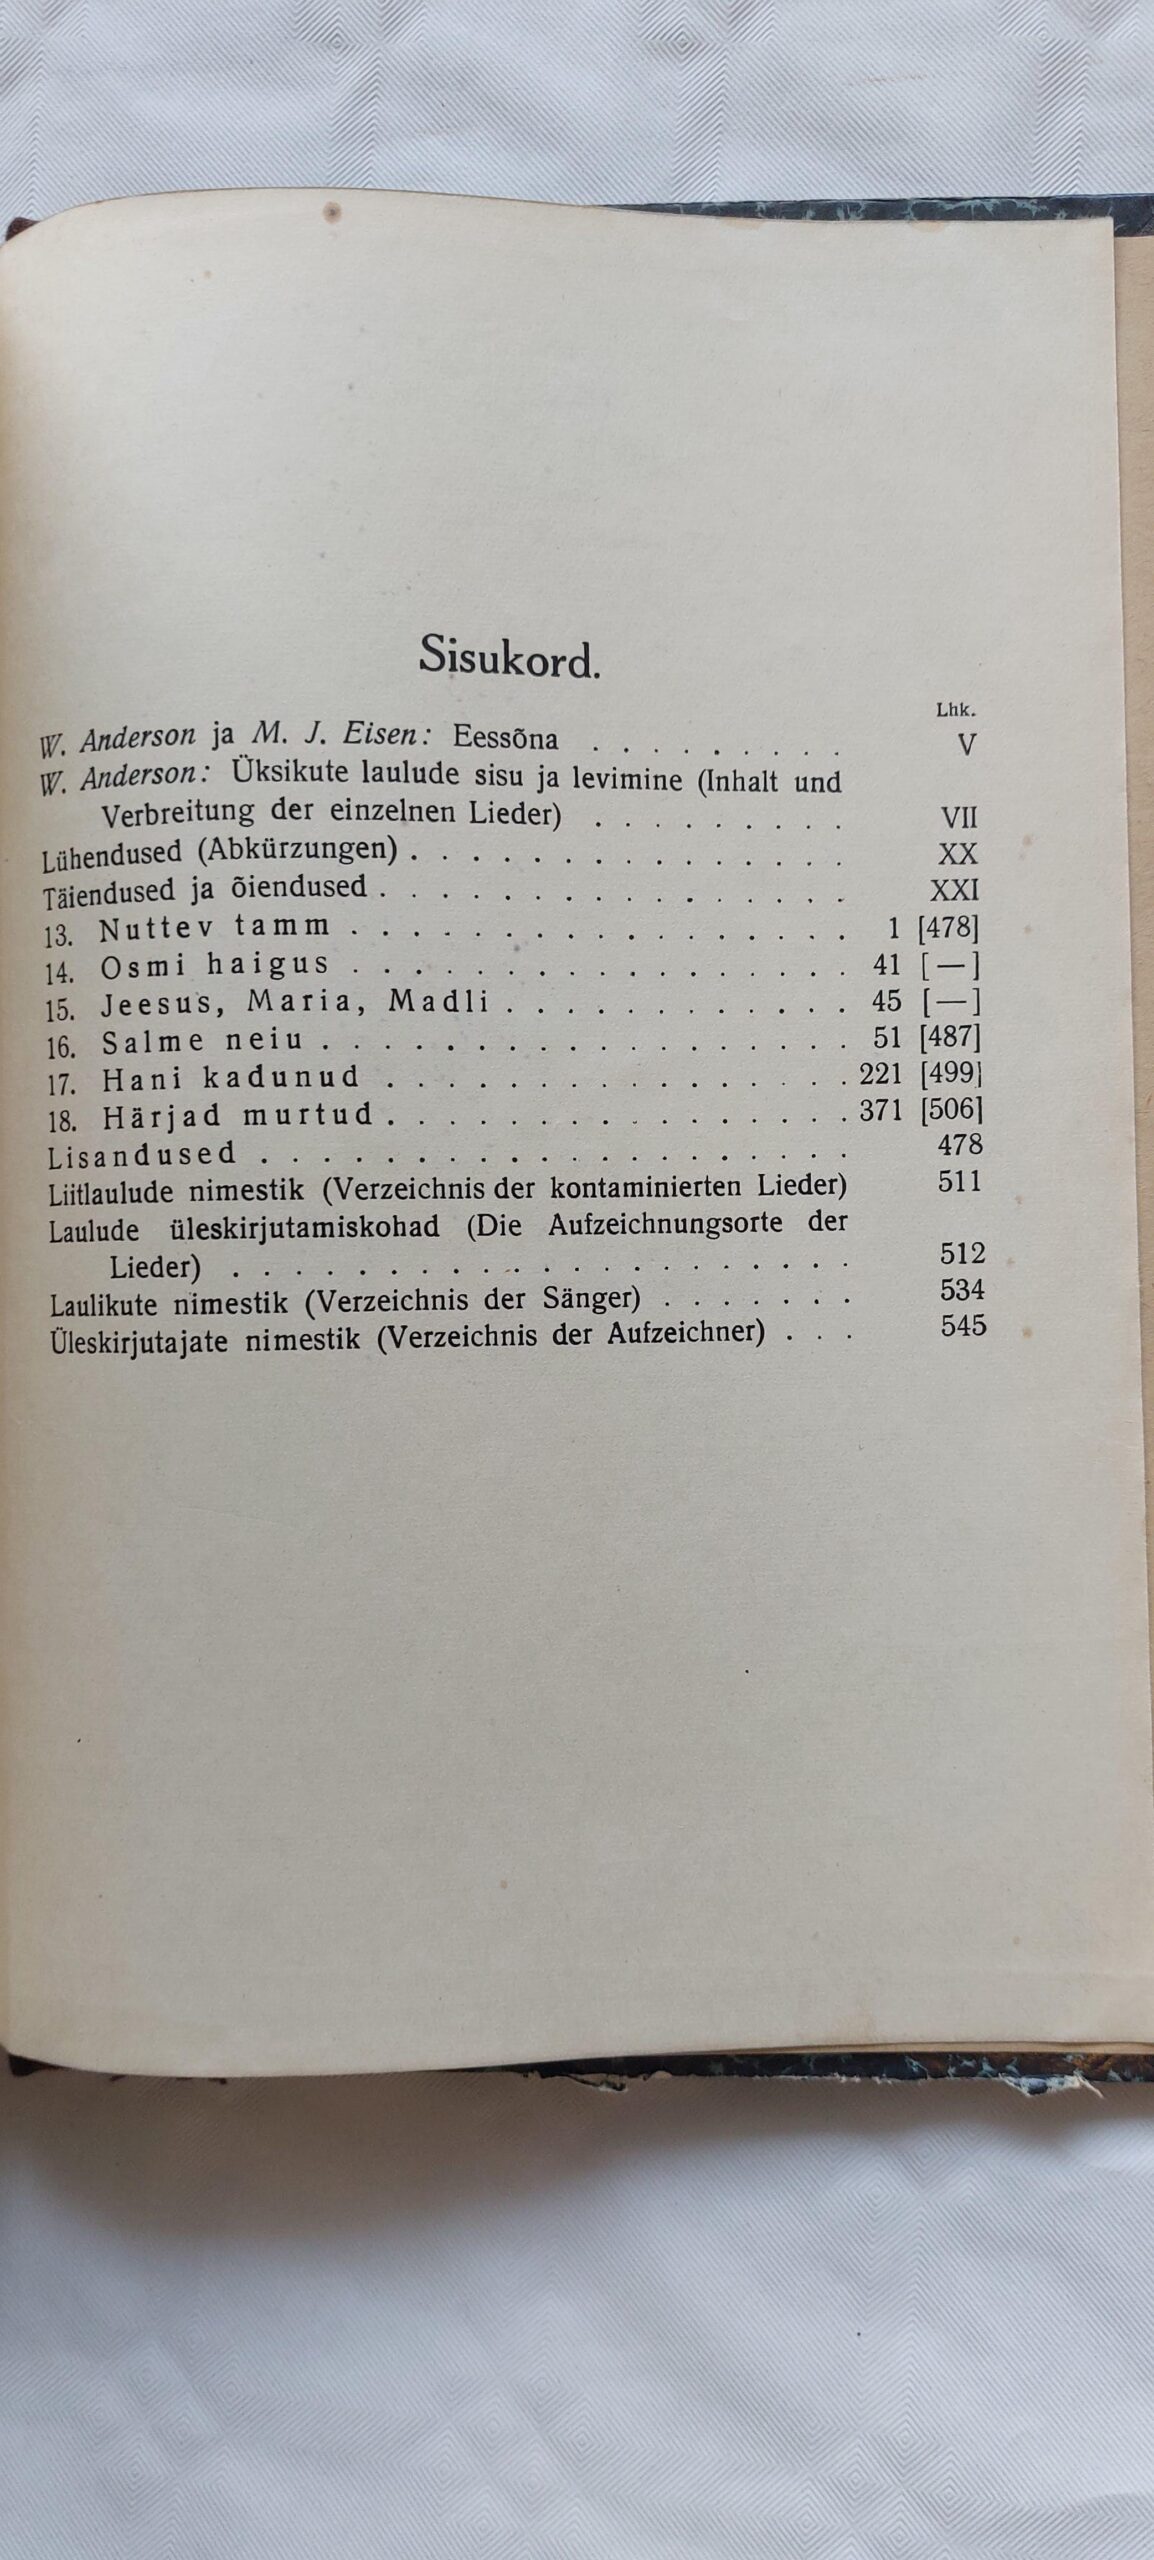 Sisukord.
Lhk.
W. Anderson ja M. J. Eisen: Eessõna . . . . . . . . . V
W. Anderson: Üksikute laulude sisu ja levimine (Inhalt und
Verbreitung der einzelnen Lieder) . . . . . . . . . VII
Lühendused (Abkürzungen) . . . . . . . . . . . . . . . XX
Täiendused ja õiendused . . . . . . . . . . . . . . . . XXI
13. Nuttev tamm . . . . . . . . . . . . . . . . . 1 [478]
14. Osmi haigus . . . . . . . . . . . . . . . . . 41 [—]
15. Jeesus, Maria, Madli . . . . . . . . . . . . 45 [—]
16. Salme neiu . . . . . . . . . . . . . . . . . . 51 [487]
17. Hani kadunud . . . . . . . . . . . . . . . . 221 [499]
18. Härjad murtud . . . . . . . . . . . . . . . . 371 [506]
Lisandused . . . . . . . . . . . . . . . . . . . . 478
Liitlaulude nimestik (Verzeichnis der kontaminierten Lieder) 511
Laulude üleskirjutamiskohad (Die Aufzeichnungsorte der
Lieder) . . . . . . . . . . . . . . . . . . . . . 512
Laulikute nimestik (Verzeichnis der Sänger) . . . . . . . 534
Üleskirjutajate nimestik (Verzeichnis der Aufzeichner) . . . 545